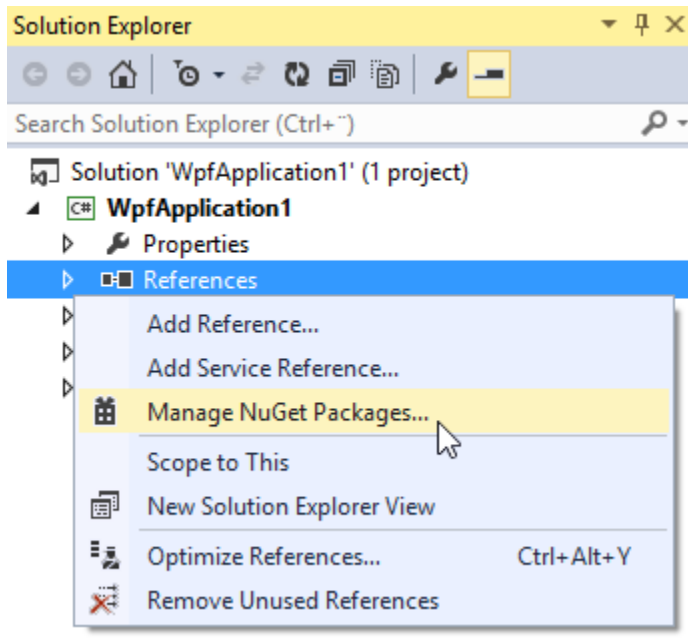 Solution Explorer
Search Solution Explorer (Ctrl+¨)
Solution 'WpfApplication1' (1 project)
C# WpfApplication1
Properties
References
Add Reference...
Add Service Reference...
Manage NuGet Packages...
Scope to This
New Solution Explorer View
Optimize References... Ctrl+Alt+Y
Remove Unused References